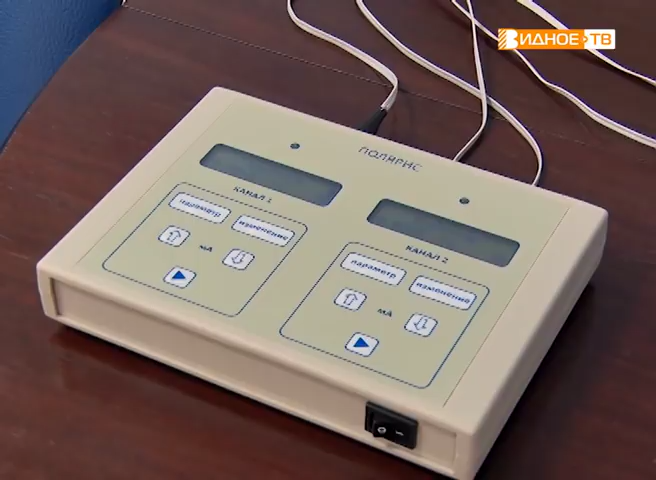 ВИДНОЕ ТВ
ПОЛЯРИС
КАНАЛ 1
параметр
изменение
мА
КАНАЛ 2
параметр
изменение
мА